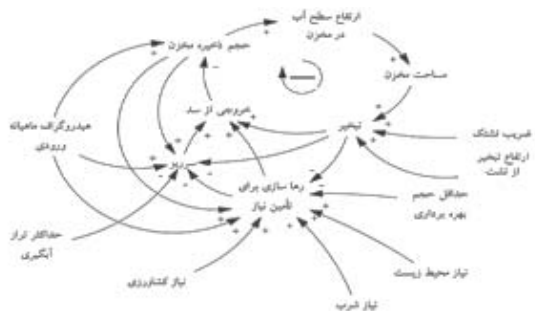 ارتفاع سطح آب
در مخزن
حجم ذخیره مخزن
مساحت مخزن
خروجی از سد
هیدروگراف ماهیانه
ورودی
تبخیر
ضریب تشتک
ارتفاع تبخیر
از تشت
سرریز
رها سازی برای
تأمین نیاز
حداقل حجم
بهره برداری
حداکثر تراز
آبگیری
نیاز محیط زیست
نیاز کشاورزی
نیاز شرب